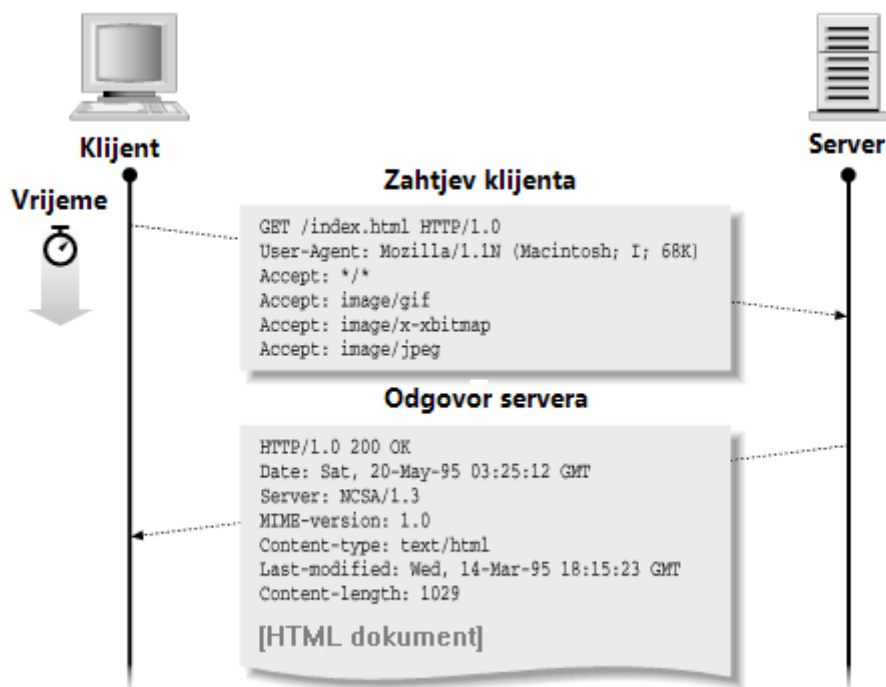 Klijent
Server
Vrijeme
Zahtjev klijenta
GET /index.html HTTP/1.0
User-Agent: Mozilla/1.1N (Macintosh; I; 68K)
Accept: */*
Accept: image/gif
Accept: image/x-xbitmap
Accept: image/jpeg
Odgovor servera
HTTP/1.0 200 OK
Date: Sat, 20-May-95 03:25:12 GMT
Server: NCSA/1.3
MIME-version: 1.0
Content-type: text/html
Last-modified: Wed, 14-Mar-95 18:15:23 GMT
Content-length: 1029
[HTML dokument]